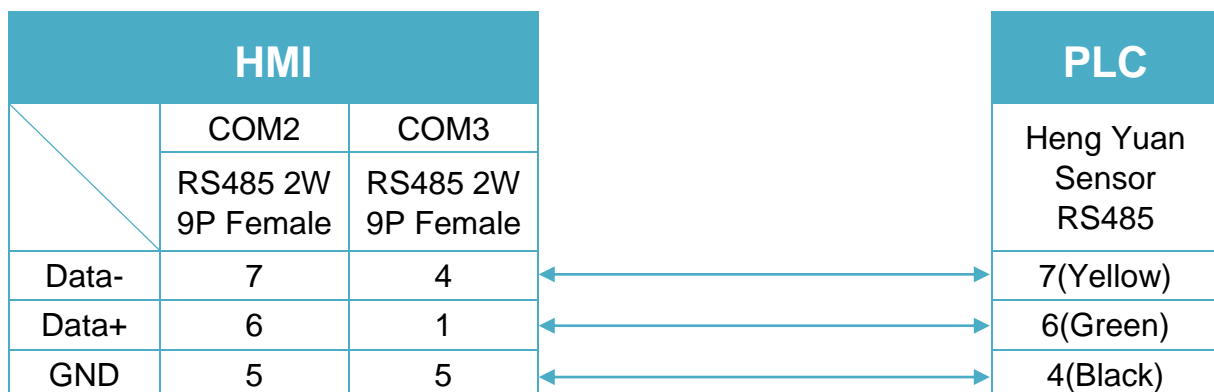 HMI
PLC
COM2 COM3
Heng Yuan
Sensor
RS485
RS485 2W
9P Female
RS485 2W
9P Female
Data- 7 4 7(Yellow)
Data+ 6 1 6(Green)
GND 5 5 4(Black)